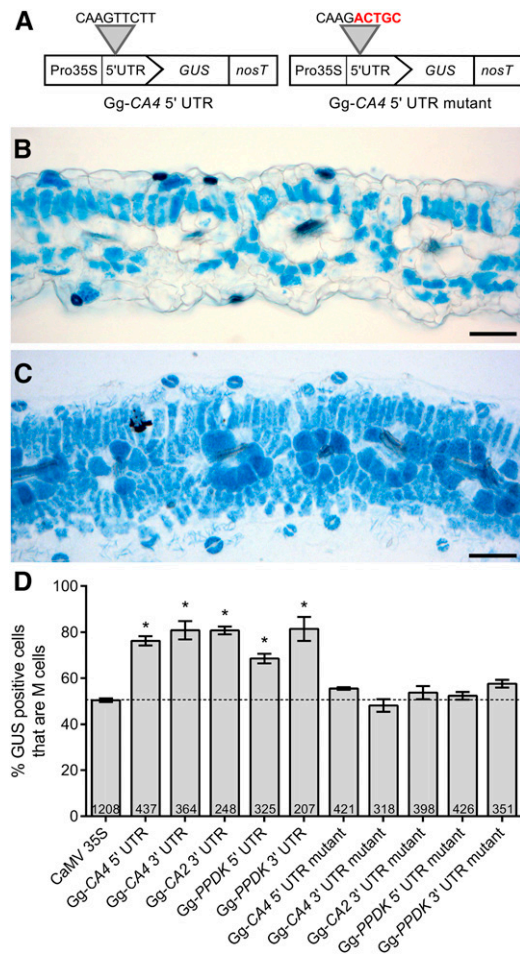 A
CAAGTTCTT
CAAGACTGC
Pro35S 5'UTR GUS nosT
Pro35S 5'UTR GUS nosT
Gg-CA4 5' UTR
Gg-CA4 5' UTR mutant
B
C
D
% GUS positive cells
that are M cells
100
80
60
40
20
0
* * * * *
1208 437 364 248 325 207 421 318 398 426 351
CaMV 35S
Gg-CA4 5' UTR
Gg-CA4 3' UTR
Gg-CA2 3' UTR
Gg-PPDK 5' UTR
Gg-PPDK 3' UTR
Gg-CA4 5' UTR mutant
Gg-CA4 3' UTR mutant
Gg-CA2 3' UTR mutant
Gg-PPDK 5' UTR mutant
Gg-PPDK 3' UTR mutant